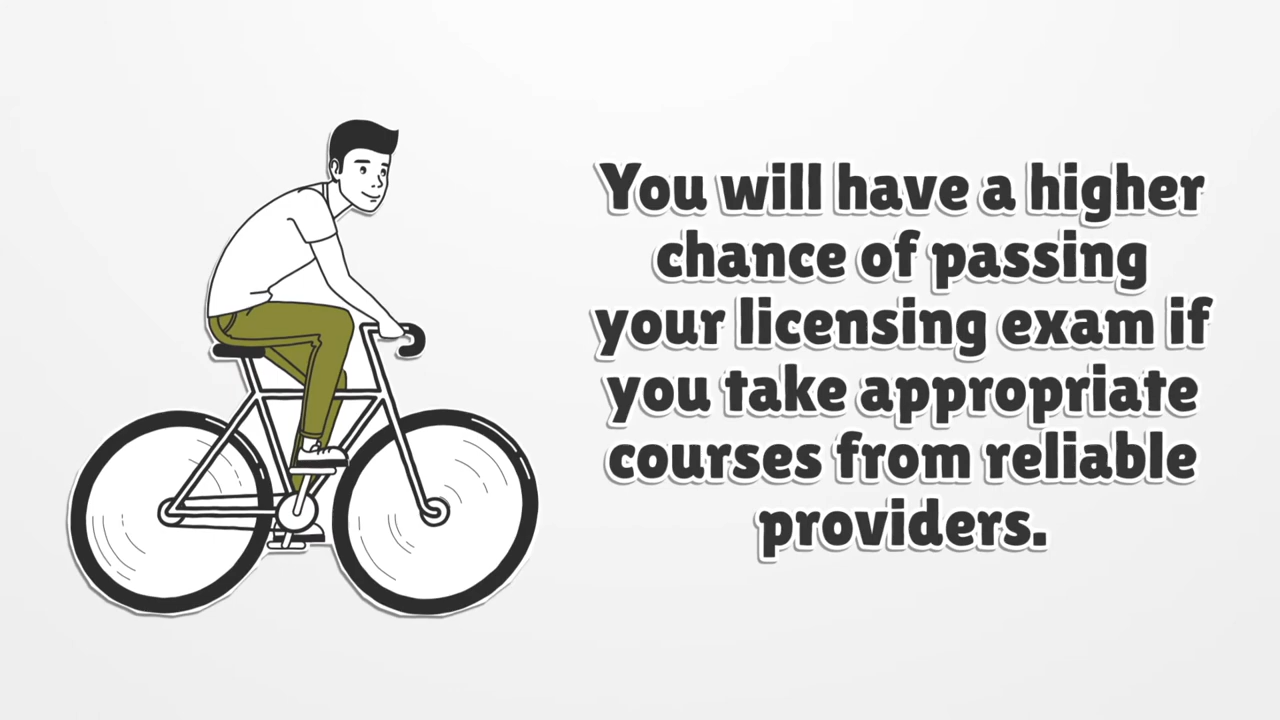 You will have a higher
chance of passing
your licensing exam if
you take appropriate
courses from reliable
providers.